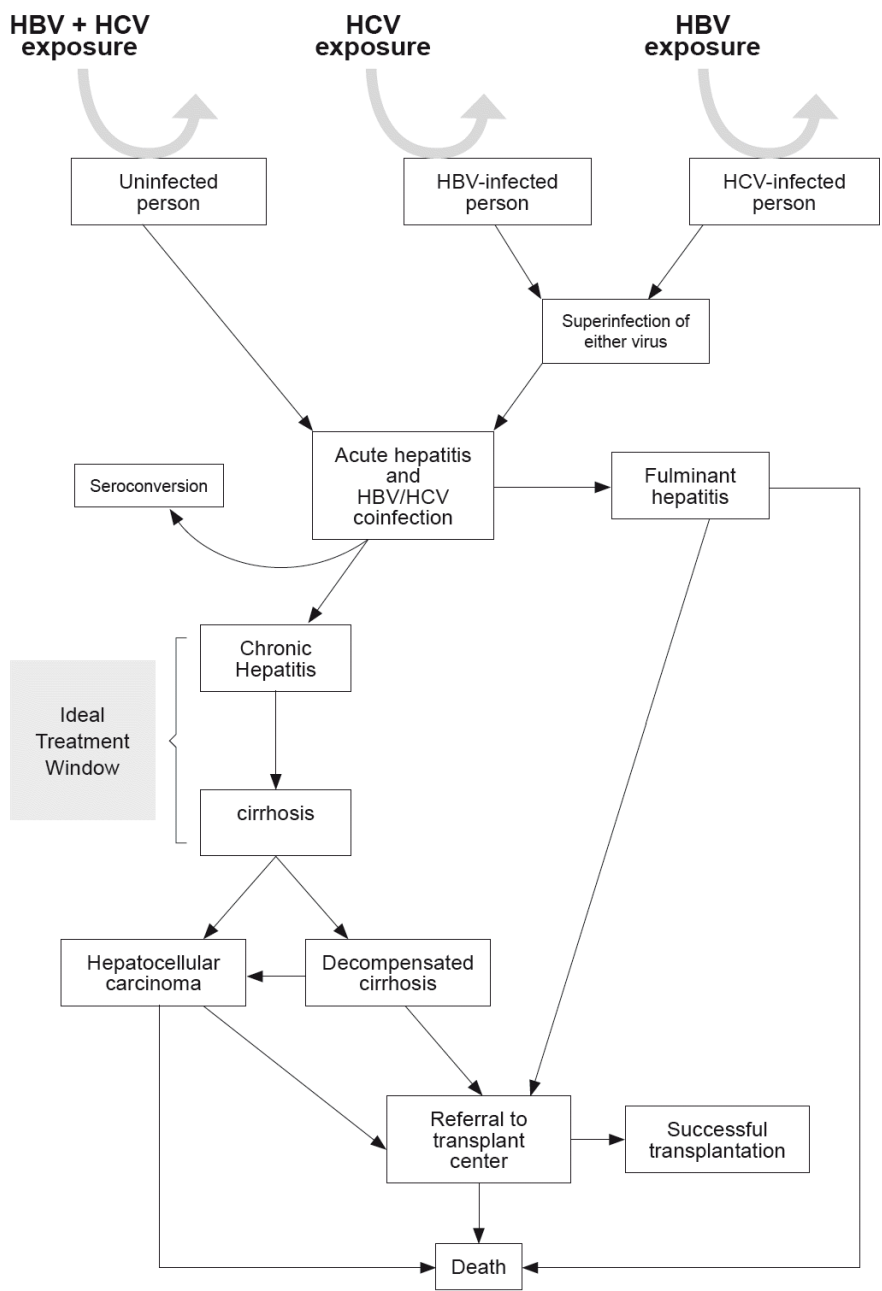 HBV + HCV
exposure
HCV
exposure
HBV
exposure
Uninfected
person
HBV-infected
person
HCV-infected
person
Superinfection of
either virus
Acute hepatitis
and
HBV/HCV
coinfection
Seroconversion
Fulminant
hepatitis
Chronic
Hepatitis
Ideal
Treatment
Window
cirrhosis
Hepatocellular
carcinoma
Decompensated
cirrhosis
Referral to
transplant
center
Successful
transplantation
Death